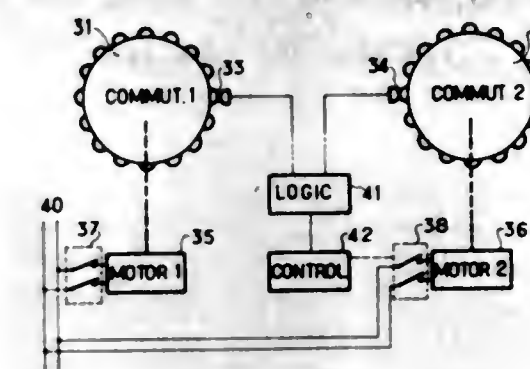 31
33
34
COMMUT. 1
COMMUT 2
LOGIC
41
40
37
35
42
38
36
MOTOR 1
CONTROL
MOTOR 2